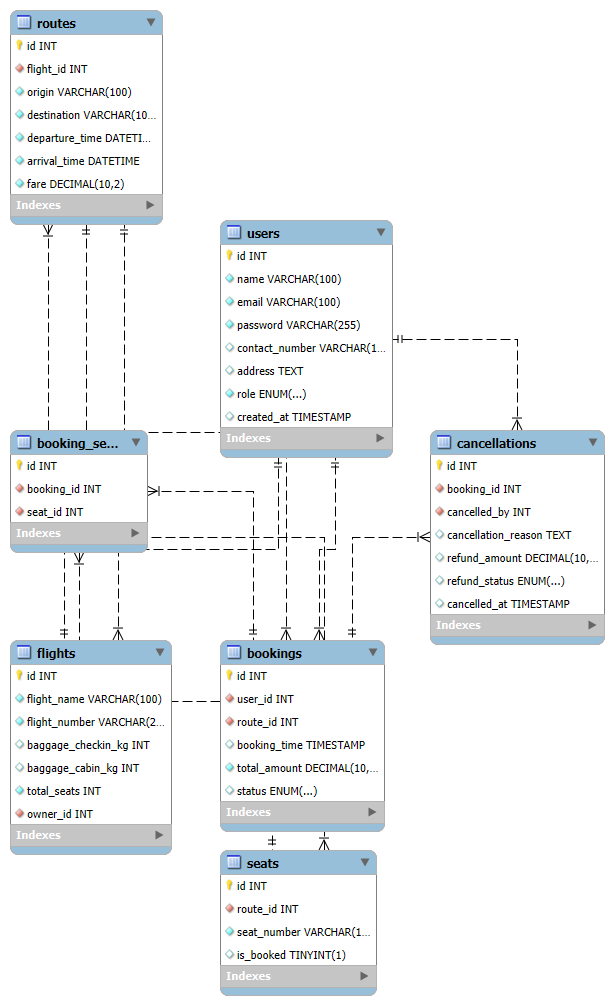 routes
id INT
flight_id INT
origin VARCHAR(100)
destination VARCHAR(10...
departure_time DATETI...
arrival_time DATETIME
fare DECIMAL(10,2)
Indexes
users
id INT
name VARCHAR(100)
email VARCHAR(100)
password VARCHAR(255)
contact_number VARCHAR(1...
address TEXT
role ENUM(...)
created_at TIMESTAMP
Indexes
booking_se...
id INT
booking_id INT
seat_id INT
Indexes
cancellations
id INT
booking_id INT
cancelled_by INT
cancellation_reason TEXT
refund_amount DECIMAL(10,...
refund_status ENUM(...)
cancelled_at TIMESTAMP
Indexes
flights
id INT
flight_name VARCHAR(100)
flight_number VARCHAR(2...
baggage_checkin_kg INT
baggage_cabin_kg INT
total_seats INT
owner_id INT
Indexes
bookings
id INT
user_id INT
route_id INT
booking_time TIMESTAMP
total_amount DECIMAL(10,...
status ENUM(...)
Indexes
seats
id INT
route_id INT
seat_number VARCHAR(1...
is_booked TINYINT(1)
Indexes